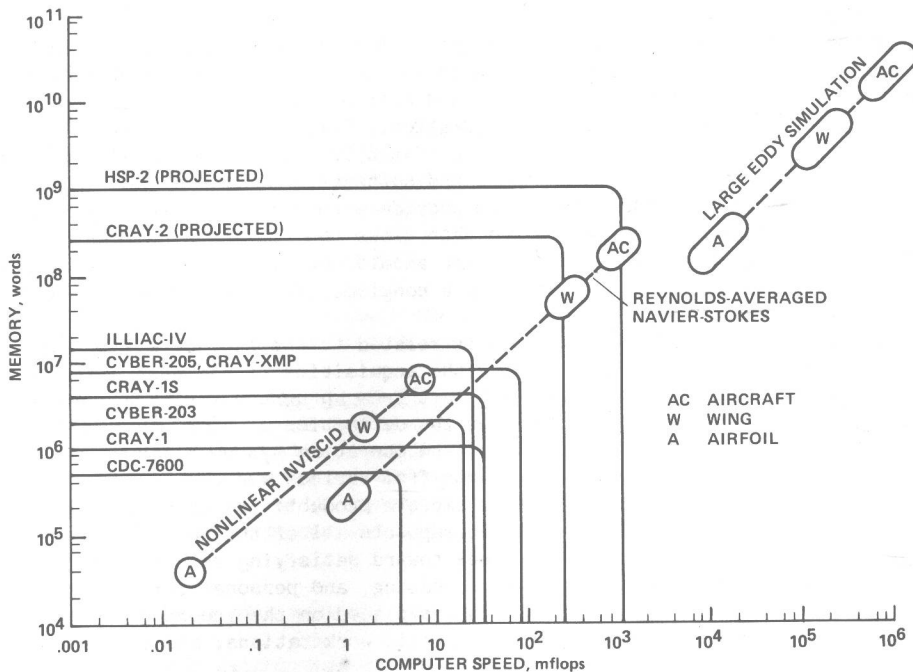 10¹¹
10¹⁰
10⁹
10⁸
10⁷
10⁶
10⁵
10⁴
MEMORY, words
HSP-2 (PROJECTED)
CRAY-2 (PROJECTED)
ILLIAC-IV
CYBER-205, CRAY-XMP
CRAY-1S
CYBER-203
CRAY-1
CDC-7600
NONLINEAR INVISCID
A
W
AC
REYNOLDS-AVERAGED
NAVIER-STOKES
A
W
AC
LARGE EDDY SIMULATION
A
W
AC
AC AIRCRAFT
W WING
A AIRFOIL
.001 .01 .1 1 10 10² 10³ 10⁴ 10⁵ 10⁶
COMPUTER SPEED, mflops